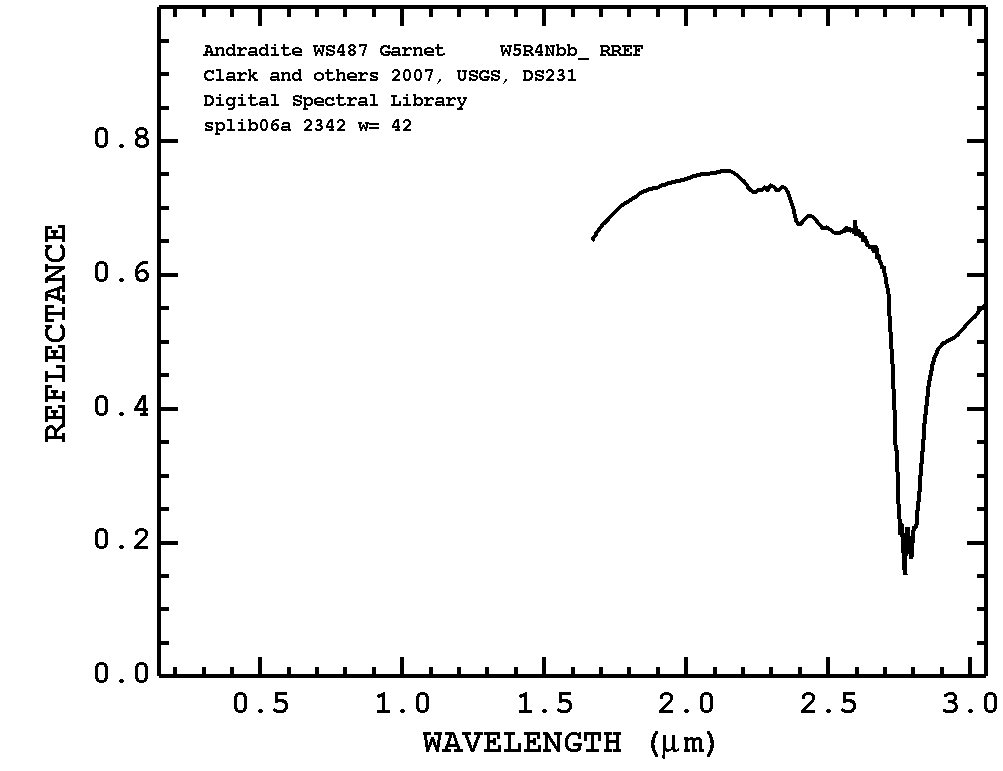 Andradite WS487 Garnet W5R4Nbb_ RREF
Clark and others 2007, USGS, DS231
Digital Spectral Library
splib06a 2342 w= 42
0.8
0.6
0.4
0.2
0.0
REFLECTANCE
0.5 1.0 1.5 2.0 2.5 3.0
WAVELENGTH (μm)